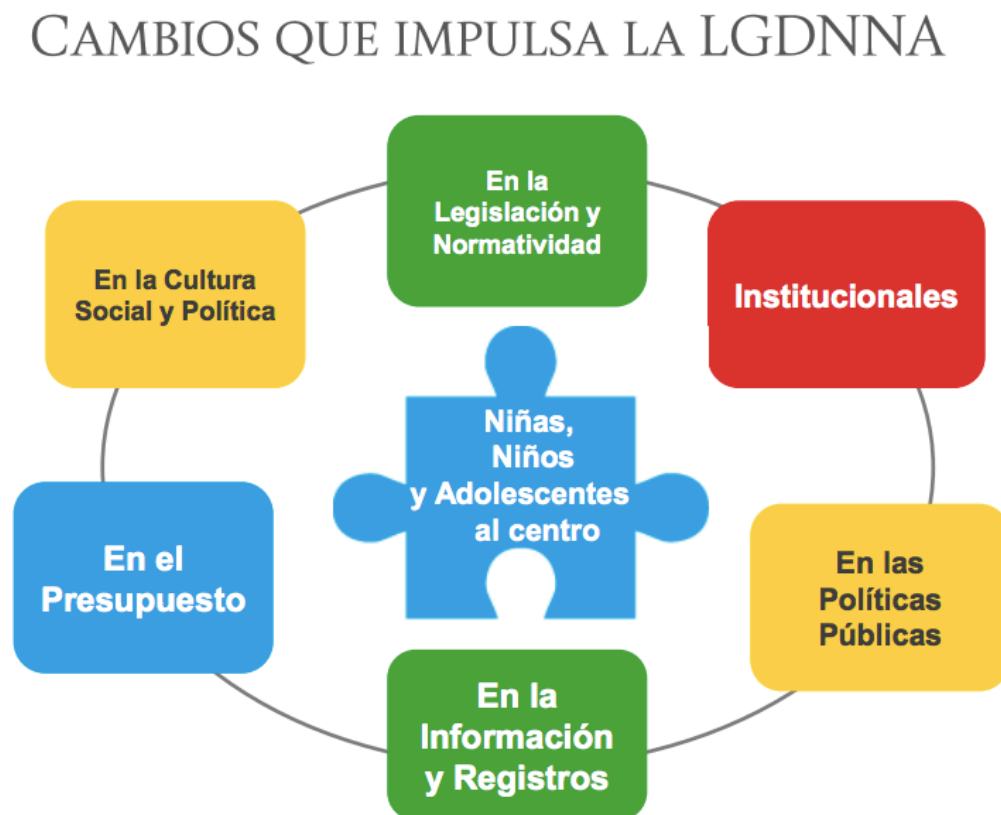 CAMBIOS QUE IMPULSA LA LGDNNA
En la
Legislación y
Normatividad
Institucionales
En las
Políticas
Públicas
En la
Información
y Registros
En el
Presupuesto
En la Cultura
Social y Política
Niñas,
Niños
y Adolescentes
al centro